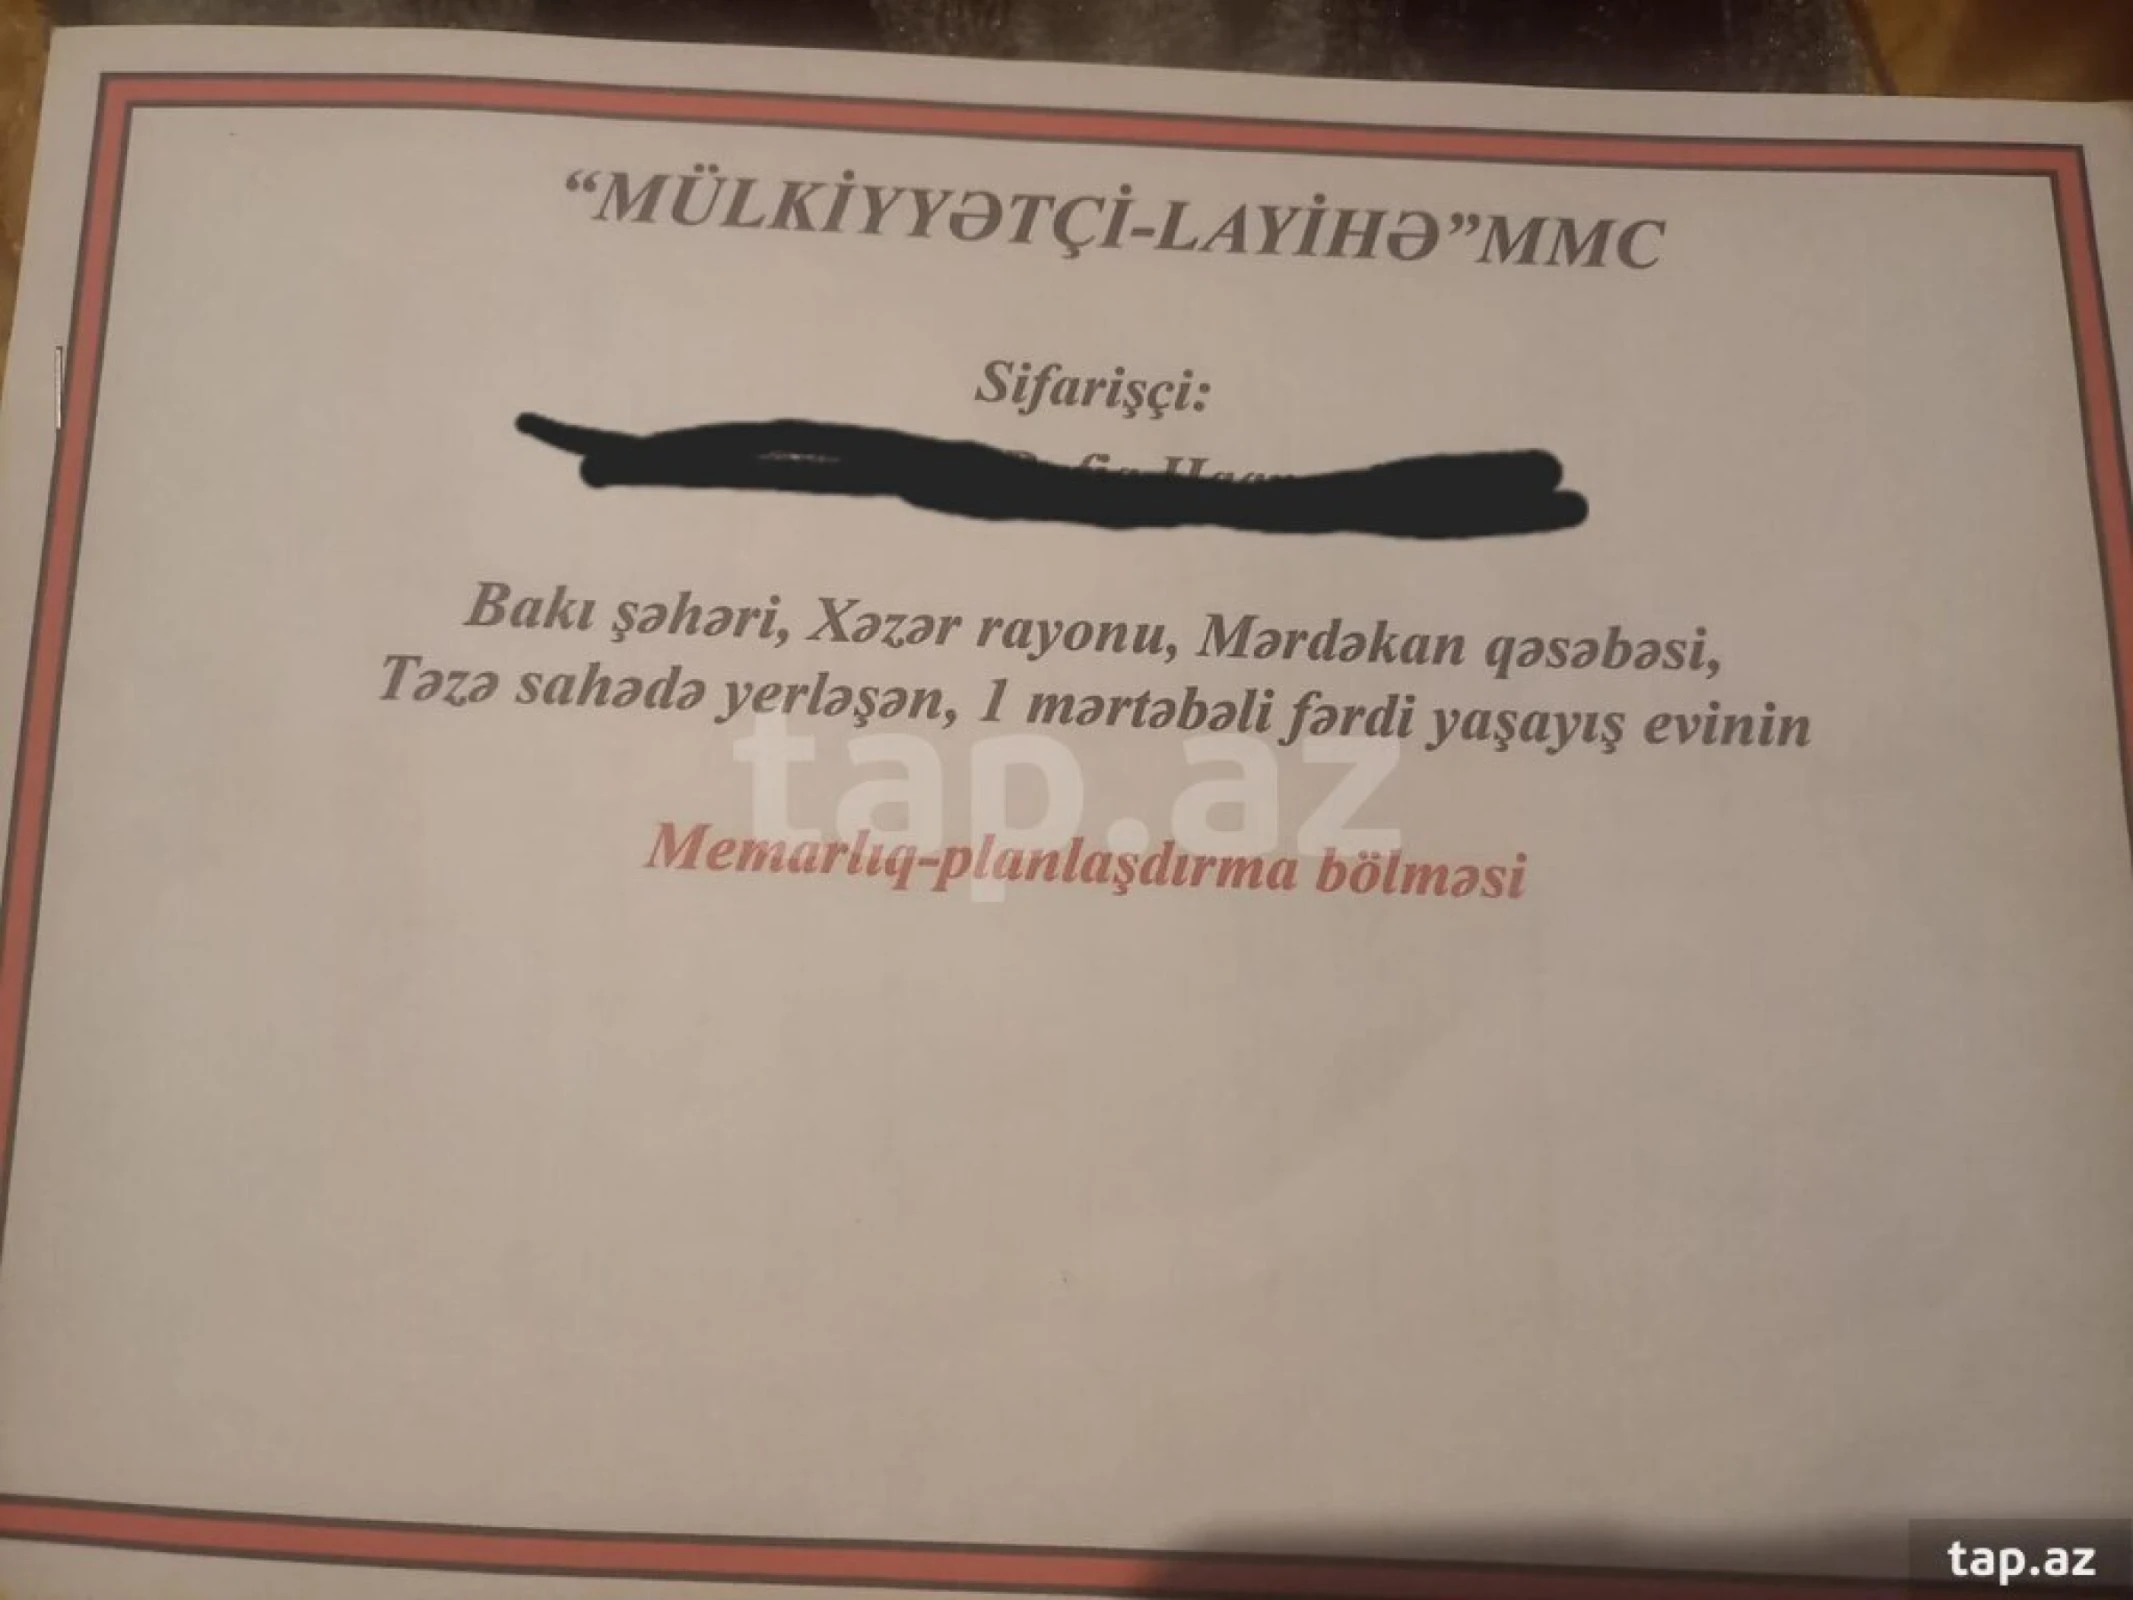 “MÜLKİYYƏTÇİ-LAYİHƏ”MMC
Sifarişçi:
Bakı şəhəri, Xəzər rayonu, Mərdəkan qəsəbəsi,
Təzə sahədə yerləşən, 1 mərtəbəli fərdi yaşayış evinin
tap.az
Memarlıq-planlaşdırma bölməsi
tap.az